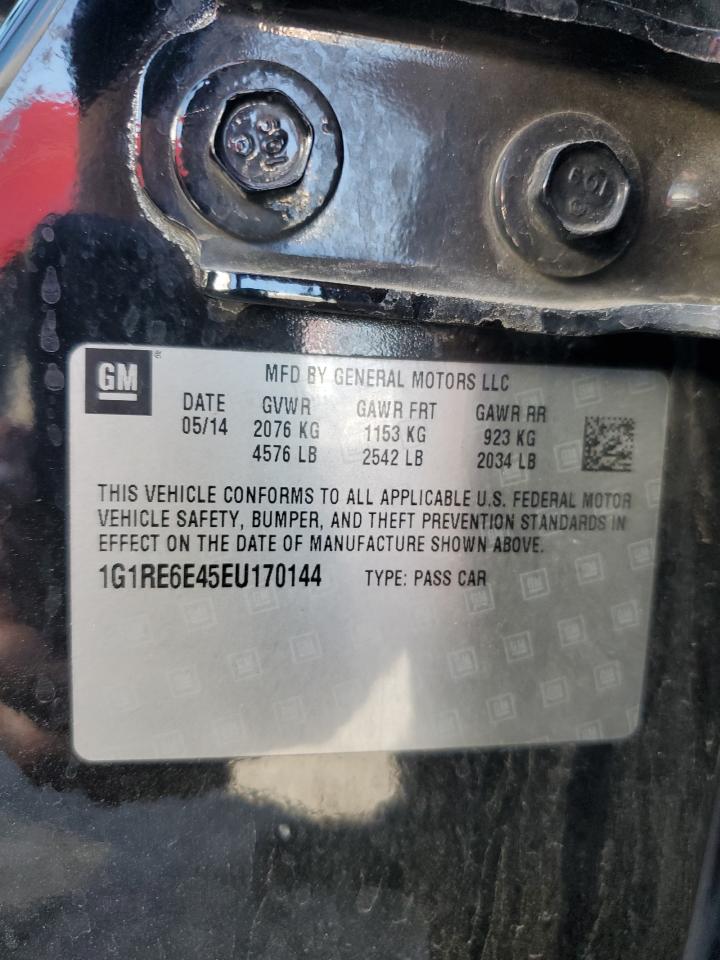 GM
MFD BY GENERAL MOTORS LLC
DATE GVWR GAWR FRT GAWR RR
05/14 2076 KG 1153 KG 923 KG
4576 LB 2542 LB 2034 LB
THIS VEHICLE CONFORMS TO ALL APPLICABLE U.S. FEDERAL MOTOR
VEHICLE SAFETY, BUMPER, AND THEFT PREVENTION STANDARDS IN
EFFECT ON THE DATE OF MANUFACTURE SHOWN ABOVE.
1G1RE6E45EU170144 TYPE: PASS CAR